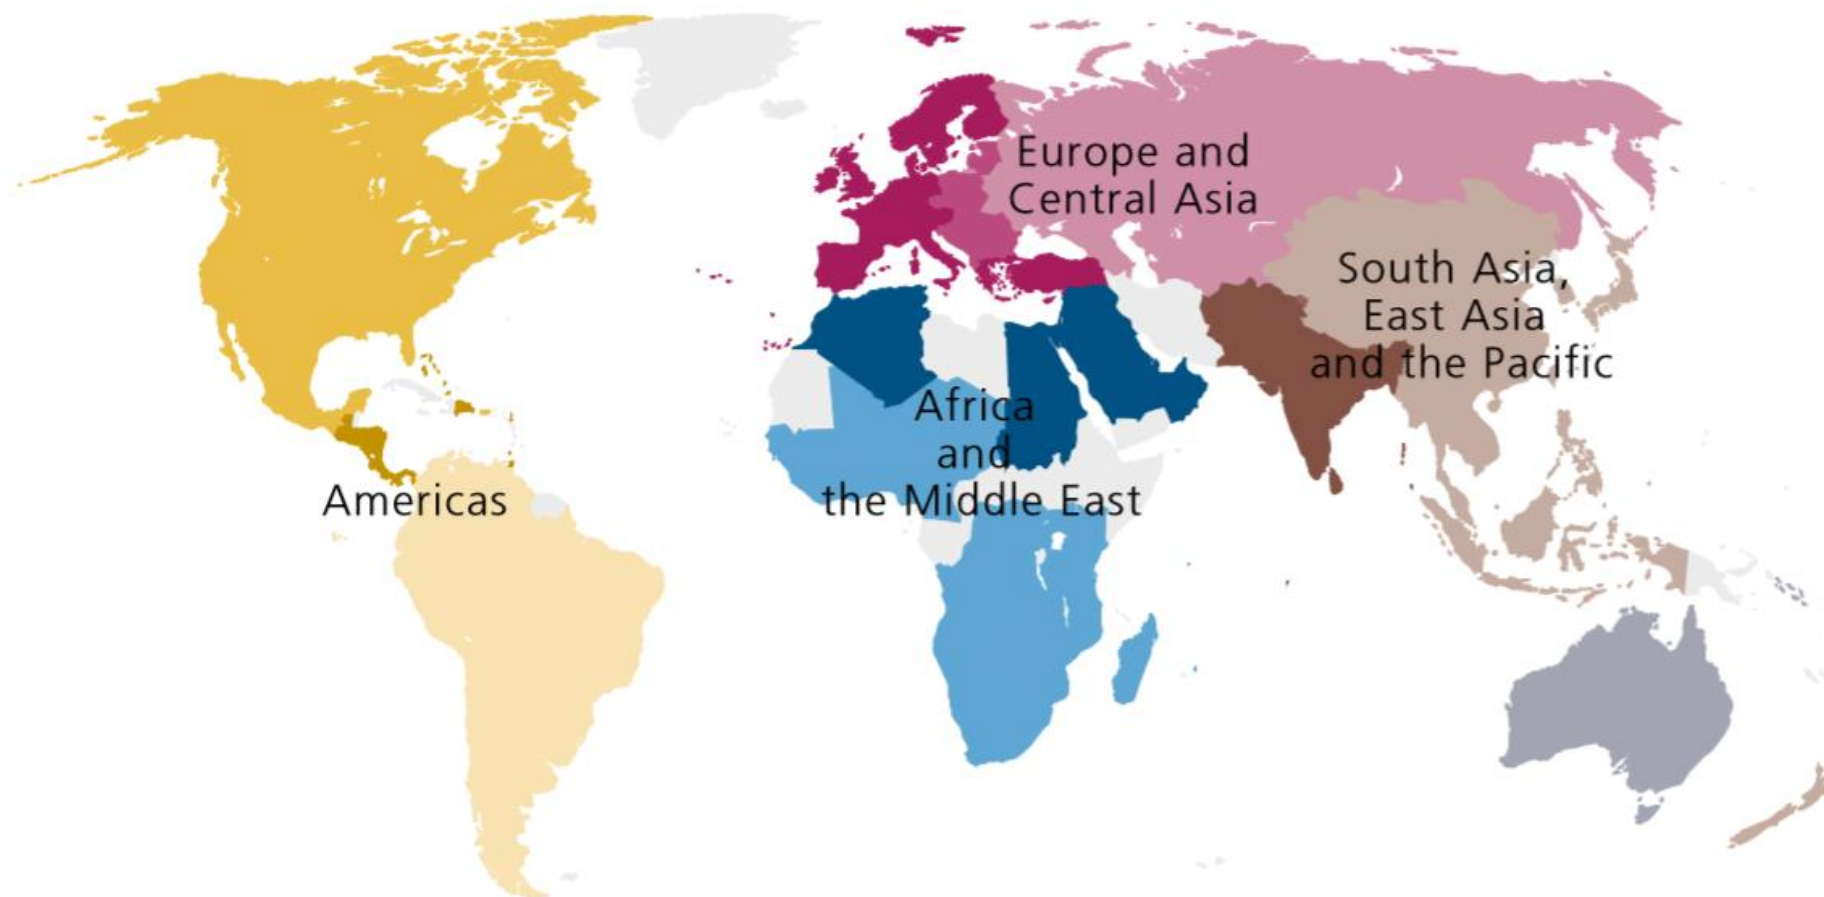 Europe and
Central Asia
South Asia,
East Asia
and the Pacific
Africa
and
the Middle East
Americas